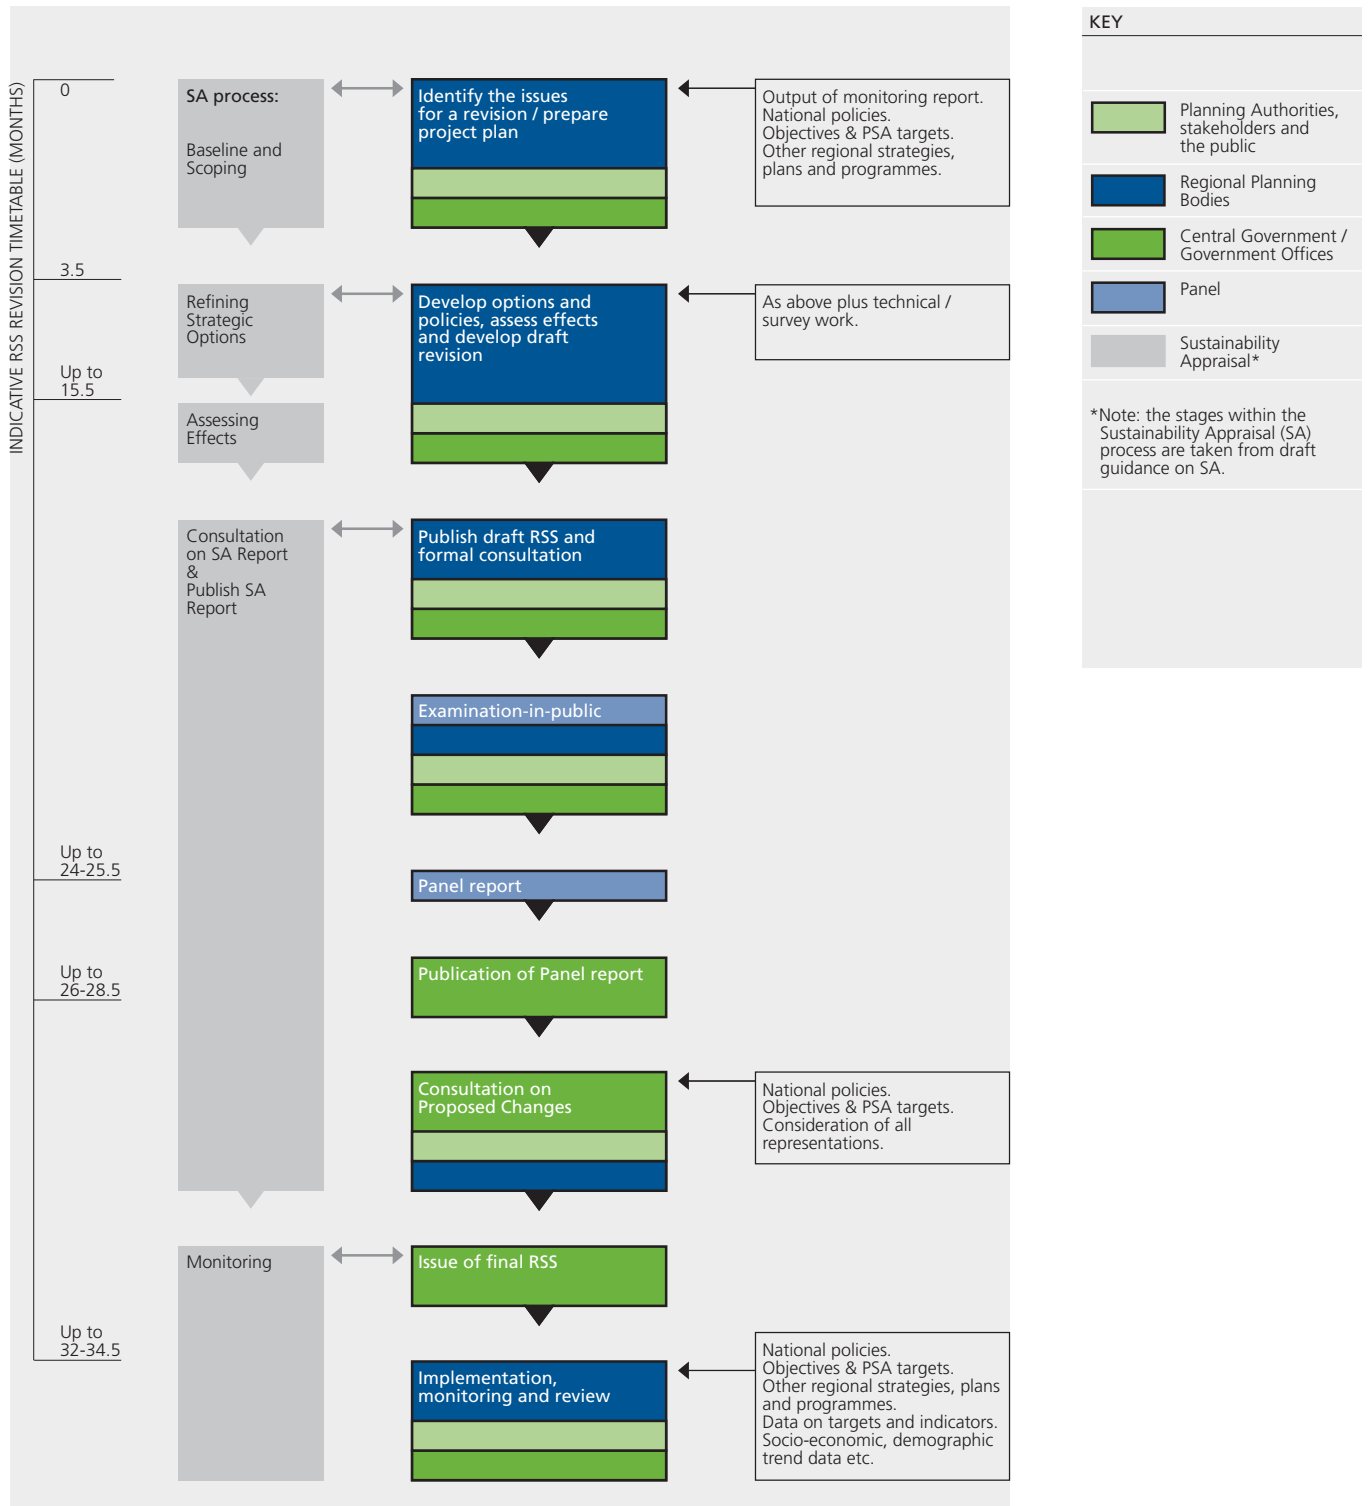 INDICATIVE RSS REVISION TIMETABLE (MONTHS)
0
3.5
Up to
15.5
Up to
24-25.5
Up to
26-28.5
Up to
32-34.5
SA process:
Baseline and
Scoping
Identify the issues
for a revision / prepare
project plan
Output of monitoring report.
National policies.
Objectives & PSA targets.
Other regional strategies,
plans and programmes.
Refining
Strategic
Options
Assessing
Effects
Develop options and
policies, assess effects
and develop draft
revision
As above plus technical /
survey work.
Consultation
on SA Report
&
Publish SA
Report
Publish draft RSS and
formal consultation
Examination-in-public
Panel report
Publication of Panel report
Consultation on
Proposed Changes
National policies.
Objectives & PSA targets.
Consideration of all
representations.
Monitoring
Issue of final RSS
Implementation,
monitoring and review
National policies.
Objectives & PSA targets.
Other regional strategies, plans
and programmes.
Data on targets and indicators.
Socio-economic, demographic
trend data etc.
KEY
Planning Authorities,
stakeholders and
the public
Regional Planning
Bodies
Central Government /
Government Offices
Panel
Sustainability
Appraisal*
*Note: the stages within the
Sustainability Appraisal (SA)
process are taken from draft
guidance on SA.